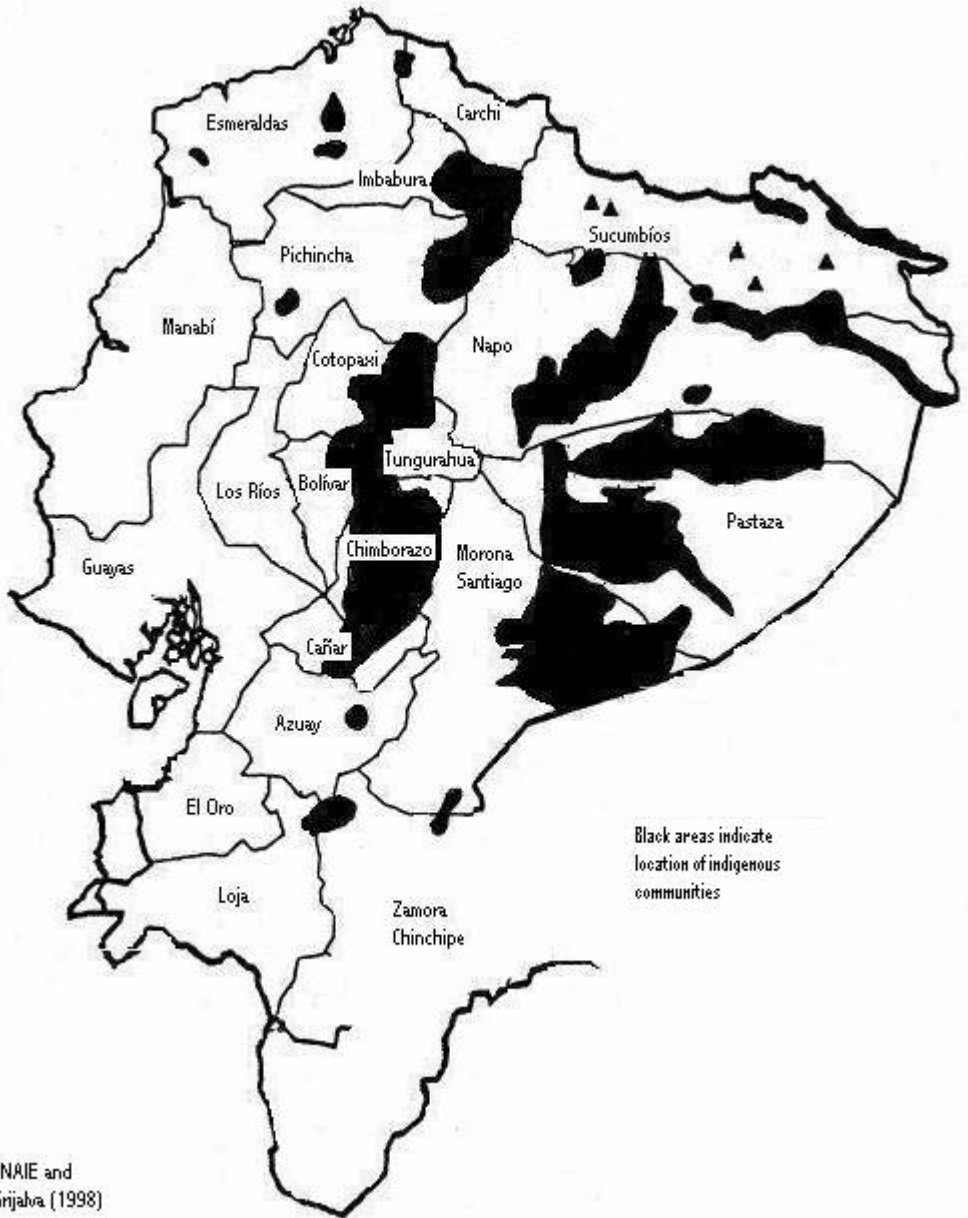 Carchi
Esmeraldas
Imbabura
Sucumbíos
Pichincha
Manabí
Napo
Cotopaxi
Tungurahua
Bolívar
Los Ríos
Pastaza
Chimborazo
Morona
Santiago
Guayas
Cañar
Azuay
El Oro
Black areas indicate
location of indigenous
communities
Loja
Zamora
Chinchipe
NAIE and
rijalva (1998)